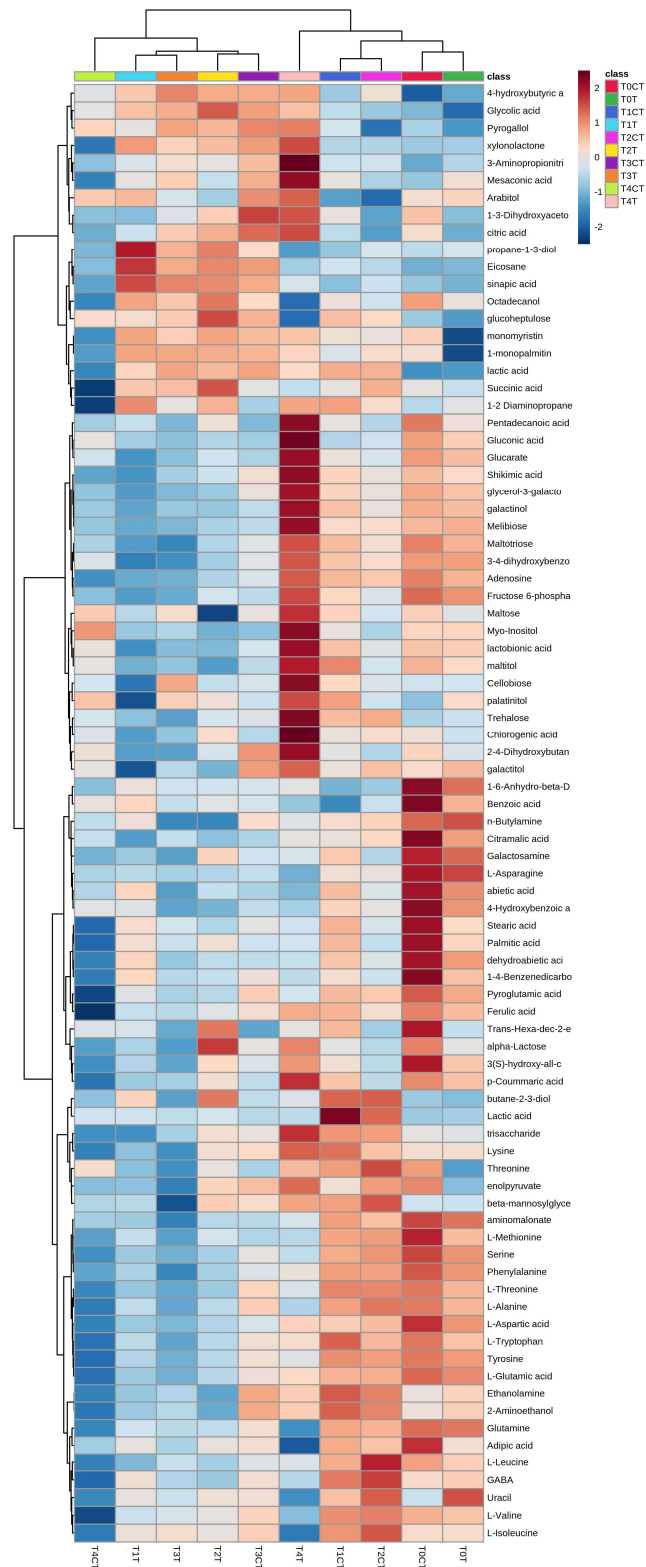 class
class
4-hydroxybutyric a
T0CT
2
Glycolic acid
T0T
Pyrogallol
T1CT
1
xylonolactone
T1T
3-Aminopropionitri
T2CT
0
Mesaconic acid
T2T
Arabitol
T3CT
-1
1-3-Dihydroxyaceto
T3T
citric acid
T4CT
-2
propane-1-3-diol
T4T
Eicosane
sinapic acid
Octadecanol
glucoheptulose
monomyristin
1-monopalmitin
lactic acid
Succinic acid
1-2 Diaminopropane
Pentadecanoic acid
Gluconic acid
Glucarate
Shikimic acid
glycerol-3-galacto
galactinol
Melibiose
Maltotriose
3-4-dihydroxybenzo
Adenosine
Fructose 6-phospha
Maltose
Myo-Inositol
lactobionic acid
maltitol
Cellobiose
palatinitol
Trehalose
Chlorogenic acid
2-4-Dihydroxybutan
galactitol
1-6-Anhydro-beta-D
Benzoic acid
n-Butylamine
Citramalic acid
Galactosamine
L-Asparagine
abietic acid
4-Hydroxybenzoic a
Stearic acid
Palmitic acid
dehydroabietic aci
1-4-Benzenedicarbo
Pyroglutamic acid
Ferulic acid
Trans-Hexa-dec-2-e
alpha-Lactose
3(S)-hydroxy-all-c
p-Coummaric acid
butane-2-3-diol
Lactic acid
trisaccharide
Lysine
Threonine
enolpyruvate
beta-mannosylglyce
aminomalonate
L-Methionine
Serine
Phenylalanine
L-Threonine
L-Alanine
L-Aspartic acid
L-Tryptophan
Tyrosine
L-Glutamic acid
Ethanolamine
2-Aminoethanol
Glutamine
Adipic acid
L-Leucine
GABA
Uracil
L-Valine
L-Isoleucine
T4CT
T1T
T3T
T2T
T3CT
T4T
T1CT
T2CT
T0CT
T0T